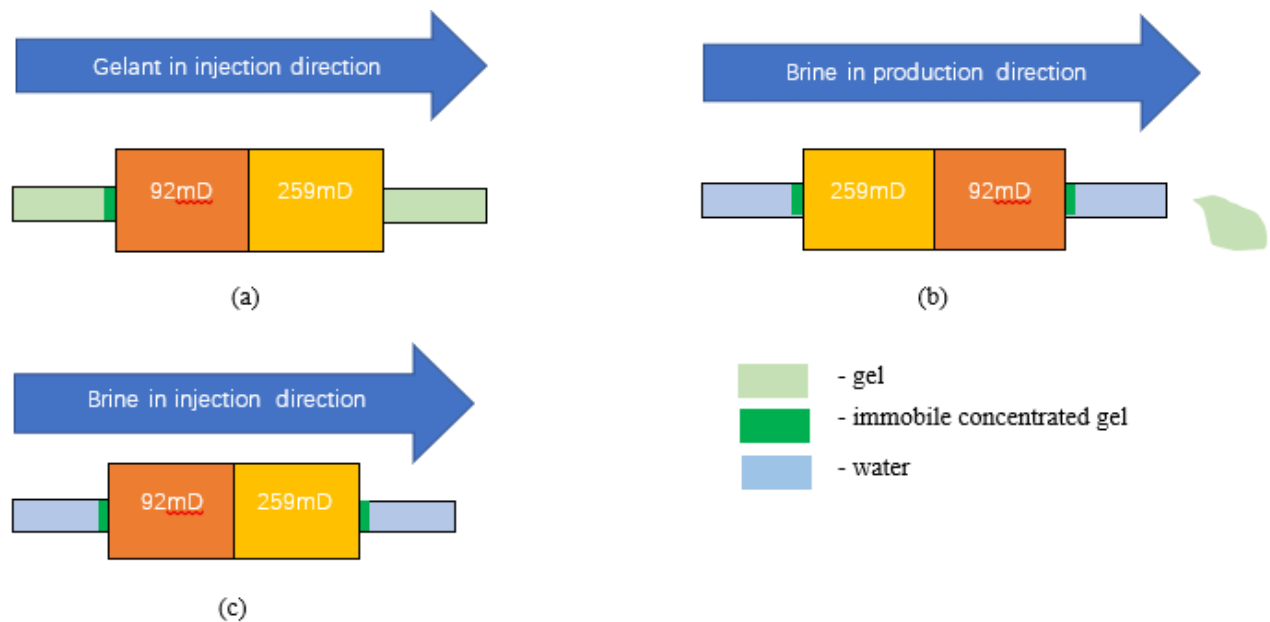 Gelant in injection direction
92mD 259mD
(a)
Brine in production direction
259mD 92mD
(b)
Brine in injection direction
92mD 259mD
(c)
- gel
- immobile concentrated gel
- water